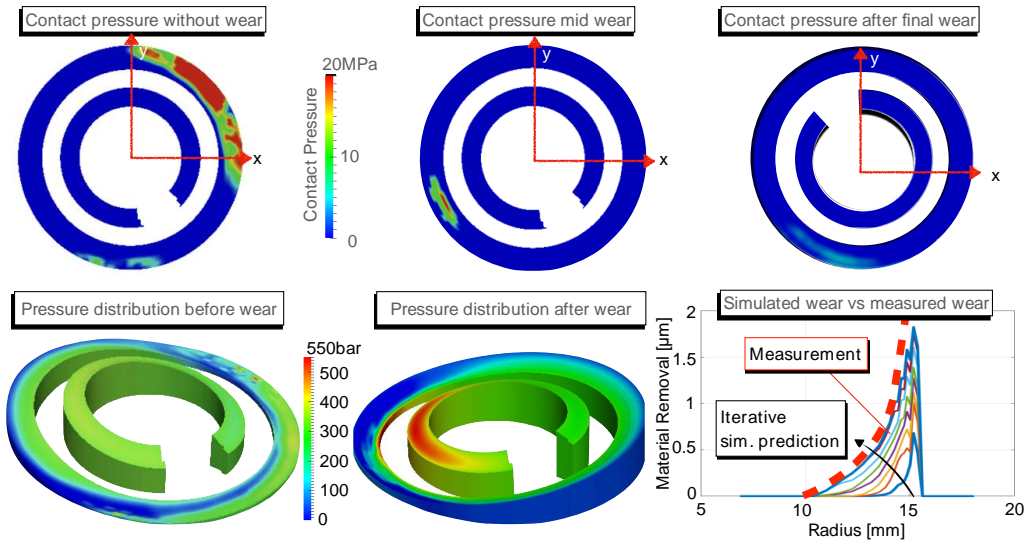 Contact pressure without wear
Contact pressure mid wear
Contact pressure after final wear
y
x
20MPa
10
0
Contact Pressure
y
x
y
x
Pressure distribution before wear
Pressure distribution after wear
Simulated wear vs measured wear
550bar
500
400
300
200
100
0
Material Removal [µm]
2
1.5
1
0.5
0
Measurement
Iterative
sim. prediction
5
10
15
20
Radius [mm]